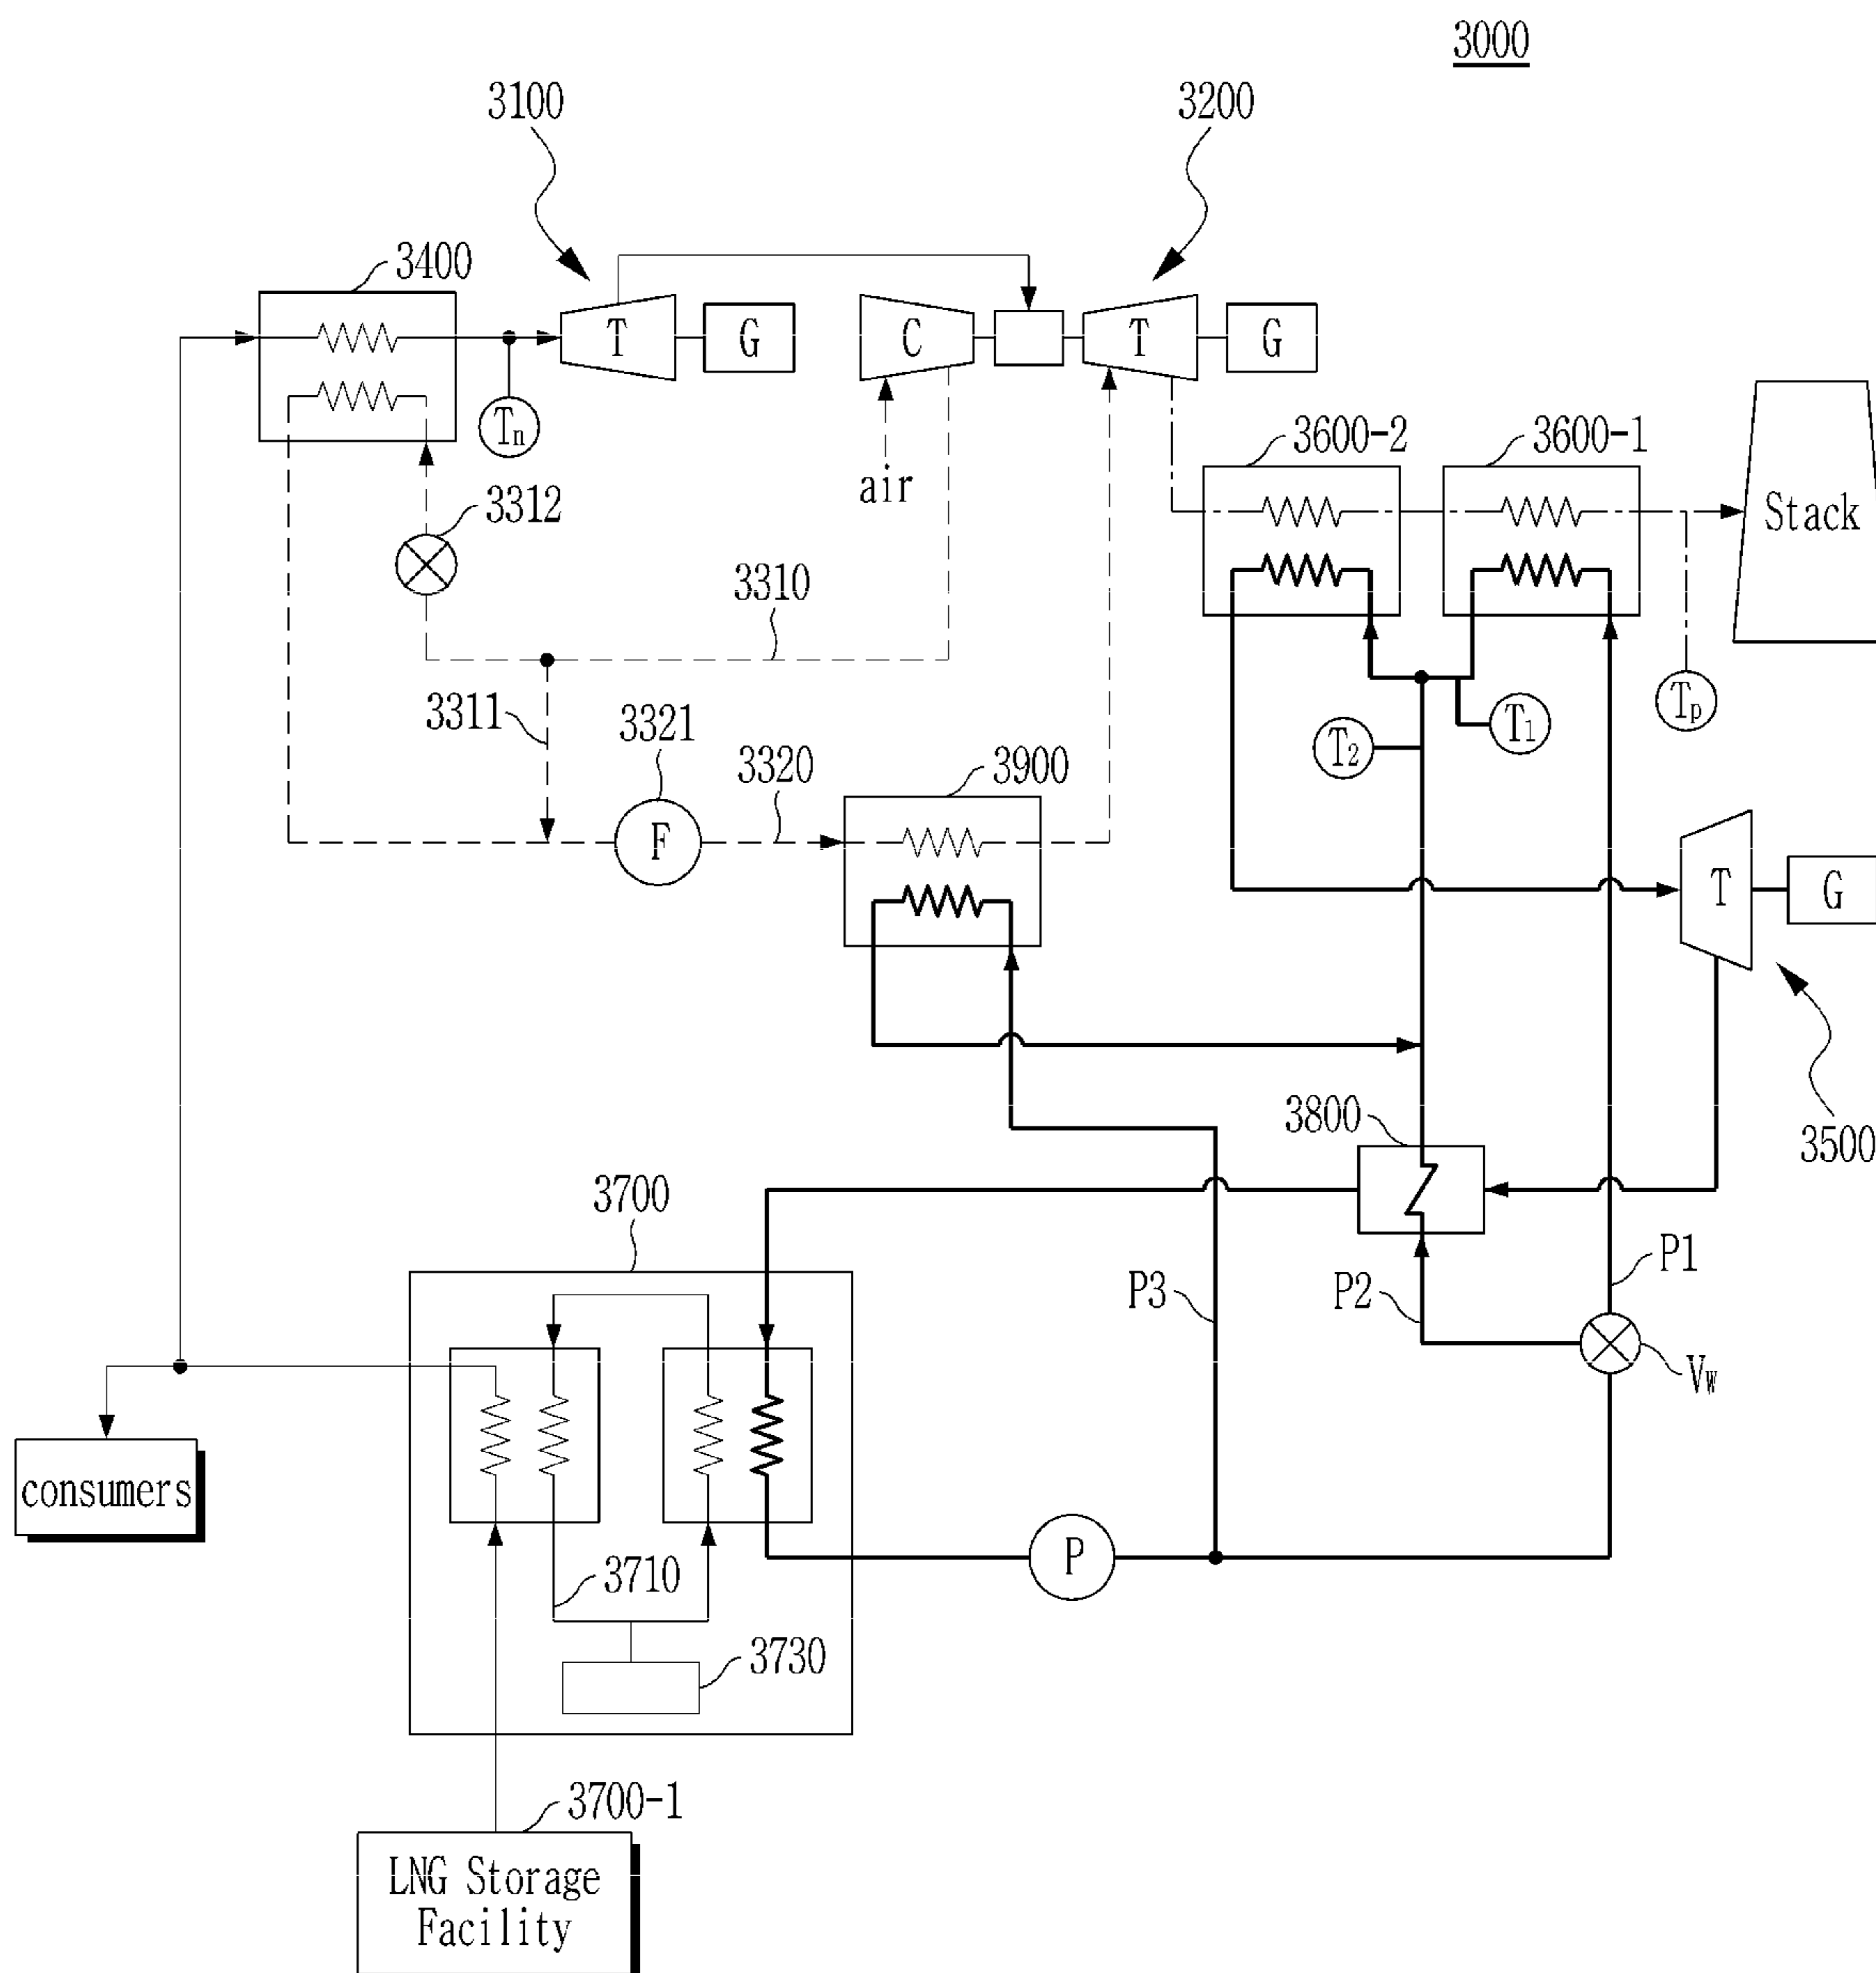 3000
3100
3200
3400
T
G
C
T
G
Tn
air
3600-2
3600-1
Stack
3312
3310
3311
3321
3320
3900
F
T2
T1
Tp
T
G
3500
3800
3700
P3
P2
P1
Vw
consumers
P
3710
3730
3700-1
LNG Storage
Facility